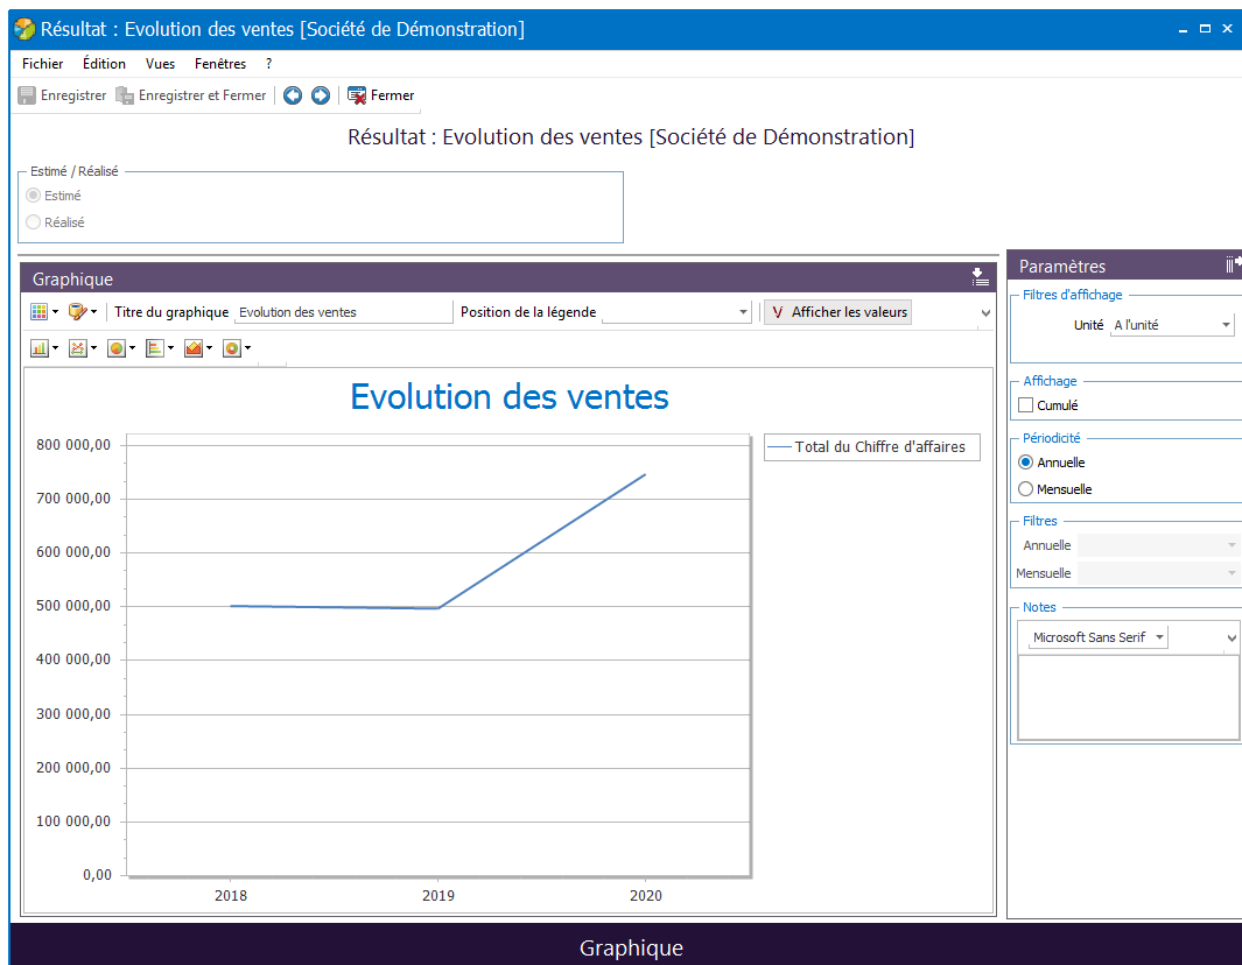 Résultat : Evolution des ventes [Société de Démonstration]
Fichier Édition Vues Fenêtres ?
Enregistrer Enregistrer et Fermer Fermer
Résultat : Evolution des ventes [Société de Démonstration]
Estimé / Réalisé
Estimé
Réalisé
Graphique
Titre du graphique Evolution des ventes Position de la légende V Afficher les valeurs
Evolution des ventes
Total du Chiffre d'affaires
800 000,00
700 000,00
600 000,00
500 000,00
400 000,00
300 000,00
200 000,00
100 000,00
0,00
2018 2019 2020
Paramètres
Filtres d'affichage
Unité A l'unité
Affichage
Cumulé
Périodicité
Annuelle
Mensuelle
Filtres
Annuelle
Mensuelle
Notes
Microsoft Sans Serif
Graphique